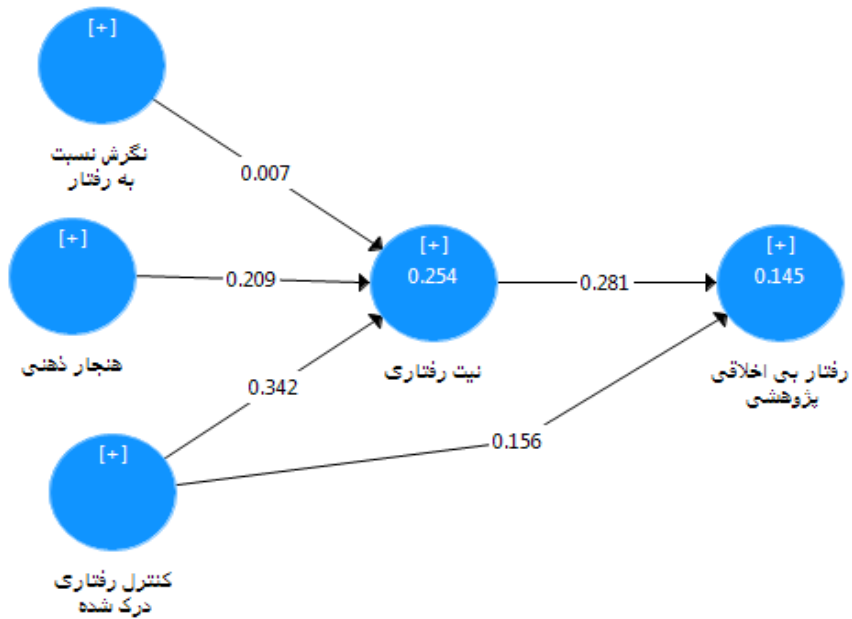 [+]
نگرش نسبت
به رفتار
0.007
[+]
هنجار ذهنی
0.209
[+]
0.254
نیت رفتاری
0.281
[+]
0.145
رفتار بی اخلاقی
پژوهشی
0.342
0.156
[+]
کنترل رفتاری
درک شده